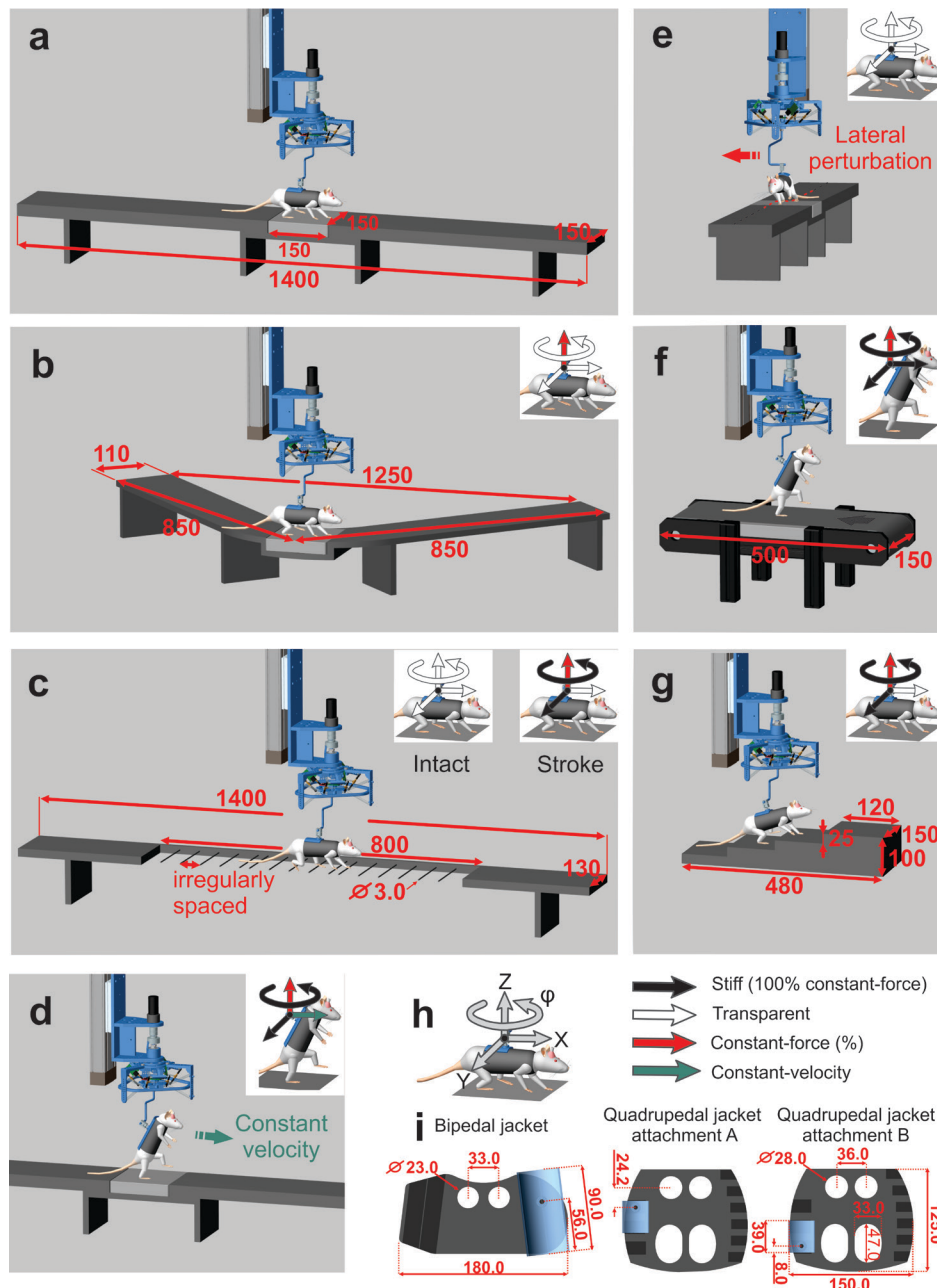 a
150
150
150
1400
e
Lateral
perturbation
b
110
1250
850
850
f
500
150
c
Intact
Stroke
1400
800
irregularly
spaced
Ø 3.0
130
g
120
25
150
100
480
d
Constant
velocity
h
Z
φ
X
Y
Stiff (100% constant-force)
Transparent
Constant-force (%)
Constant-velocity
i
Bipedal jacket
Ø 23.0
33.0
90.0
56.0
180.0
Quadrupedal jacket
attachment A
24.2
Quadrupedal jacket
attachment B
Ø 28.0
36.0
33.0
47.0
39.0
8.0
150.0